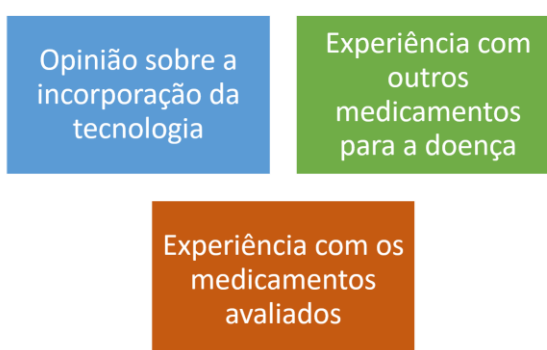 Opinião sobre a
incorporação da
tecnologia
Experiência com
outros
medicamentos
para a doença
Experiência com os
medicamentos
avaliados